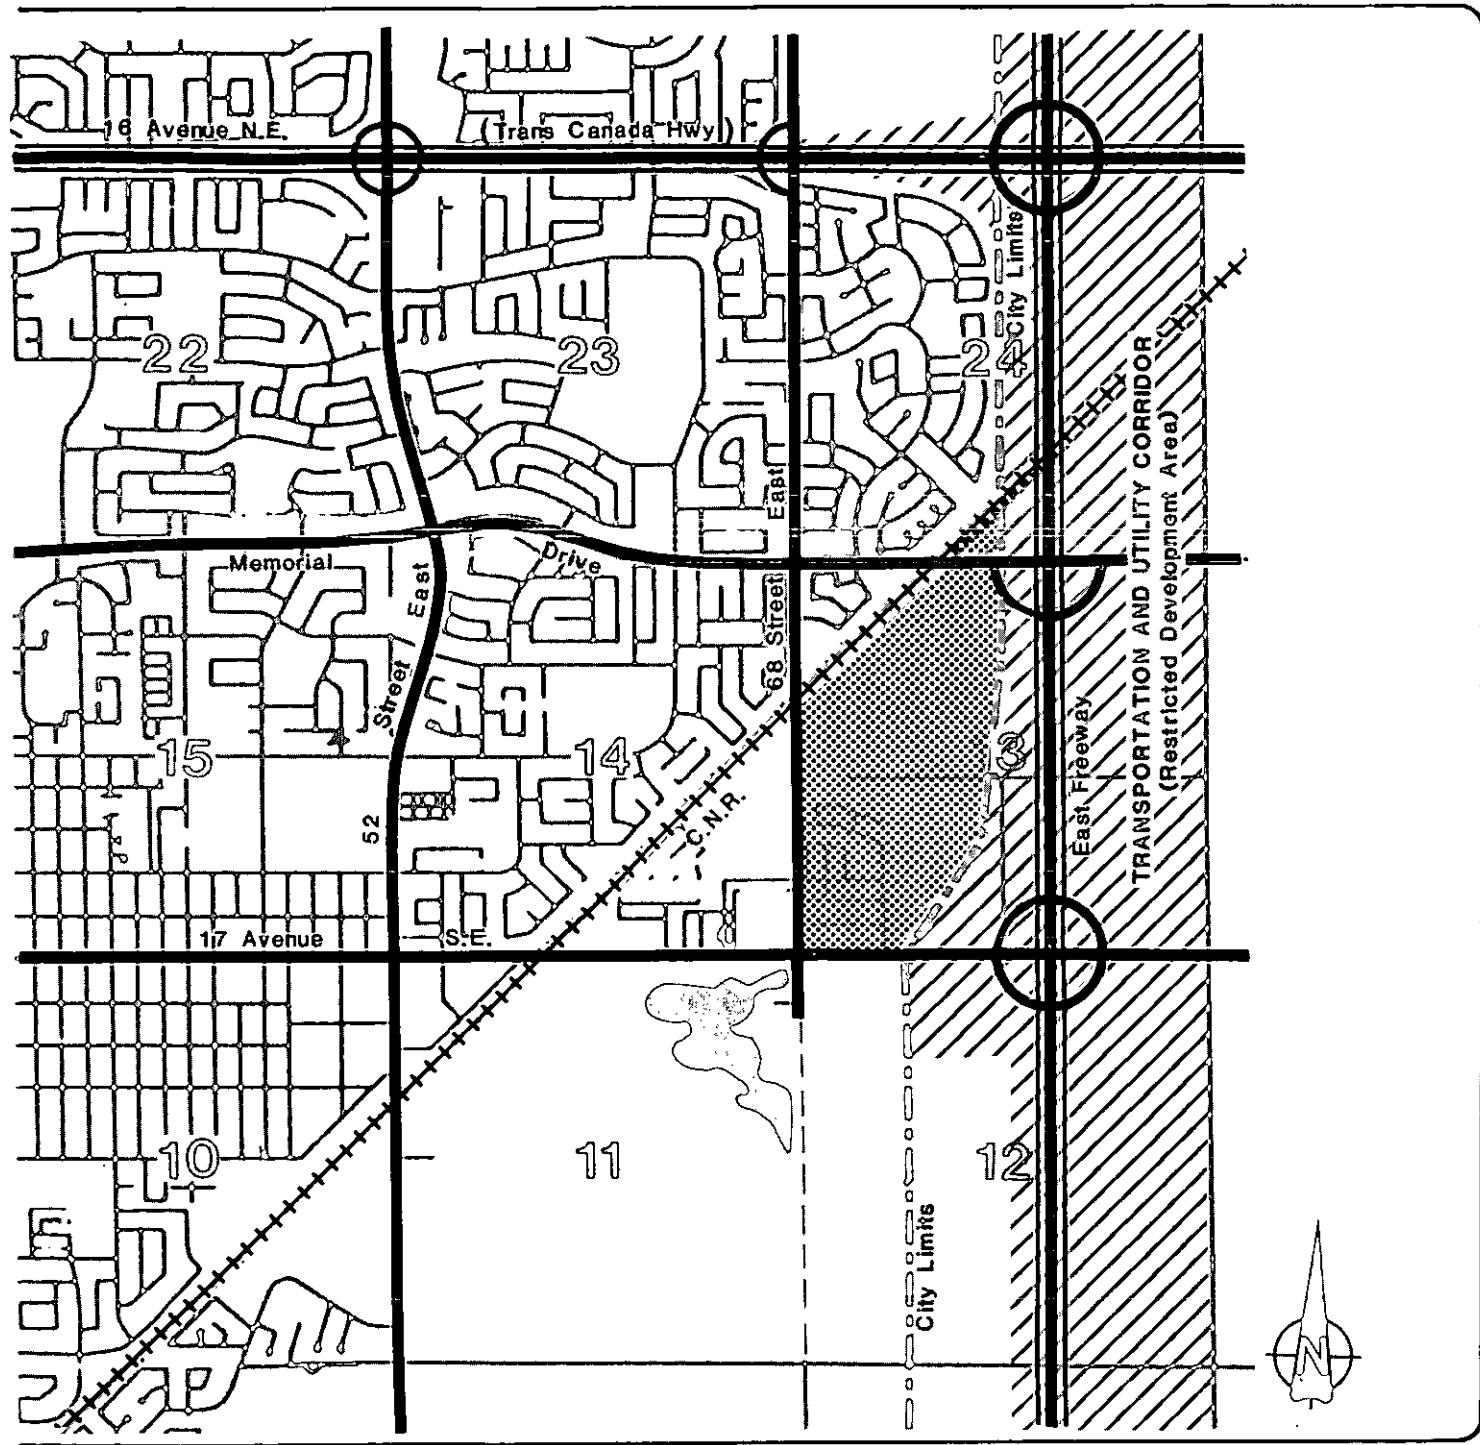 16 Avenue N.E.
(Trans Canada Hwy.)
City Limits
22
23
24
TRANSPORTATION AND UTILITY CORRIDOR
(Restricted Development Area)
East
68 Street
Memorial
Drive
East
Street
52
15
14
13
C.N.R.
East Freeway
17 Avenue
S.E.
10
11
12
City Limits
N